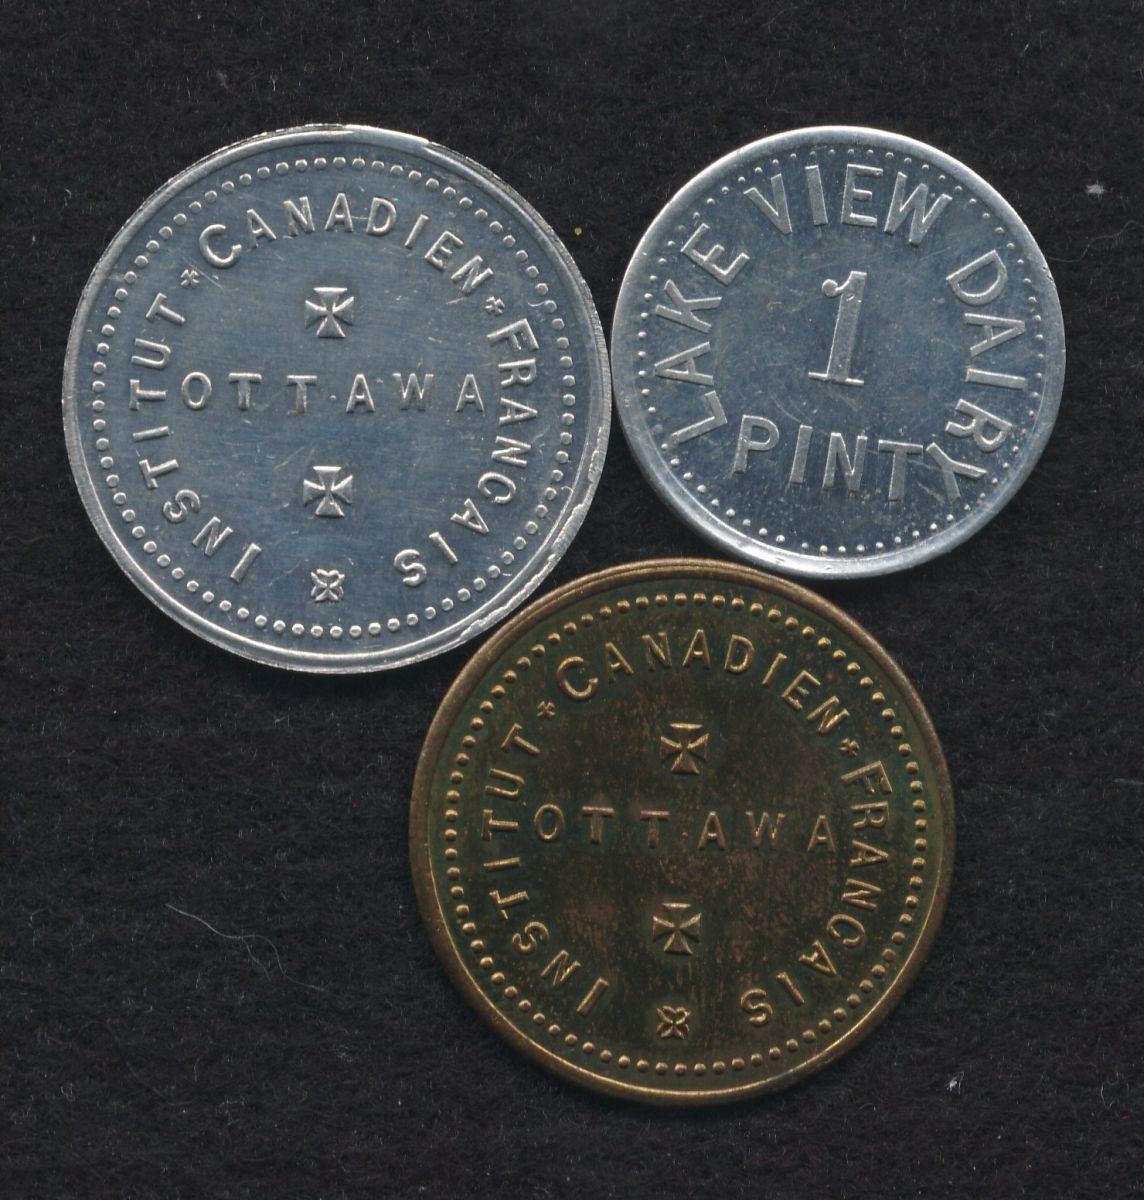 INSTITUT CANADIEN FRANCAIS
OTTAWA
LAKE VIEW DAIRY
1
PINT
INSTITUT CANADIEN FRANCAIS
OTTAWA